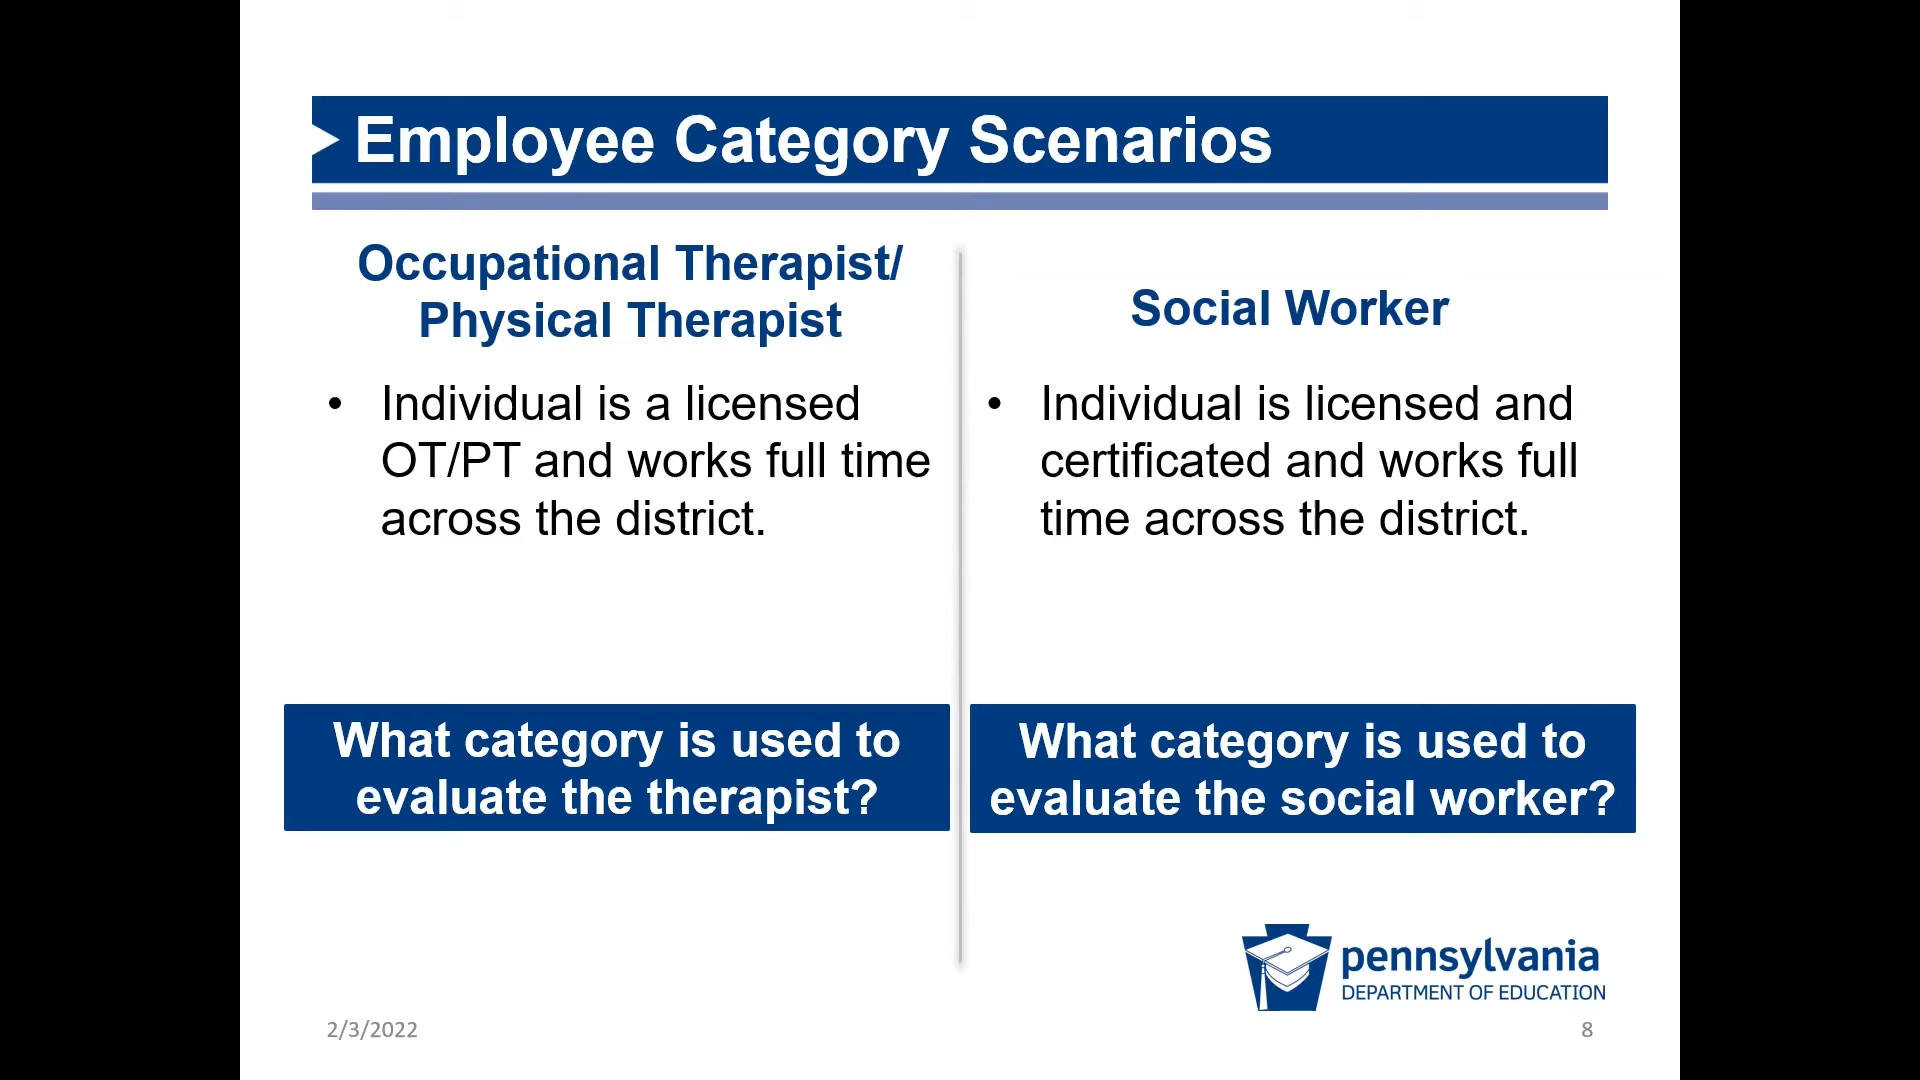 Employee Category Scenarios
Occupational Therapist/
Physical Therapist
• Individual is a licensed
OT/PT and works full time
across the district.
What category is used to
evaluate the therapist?
Social Worker
• Individual is licensed and
certificated and works full
time across the district.
What category is used to
evaluate the social worker?
pennsylvania
DEPARTMENT OF EDUCATION
2/3/2022
8